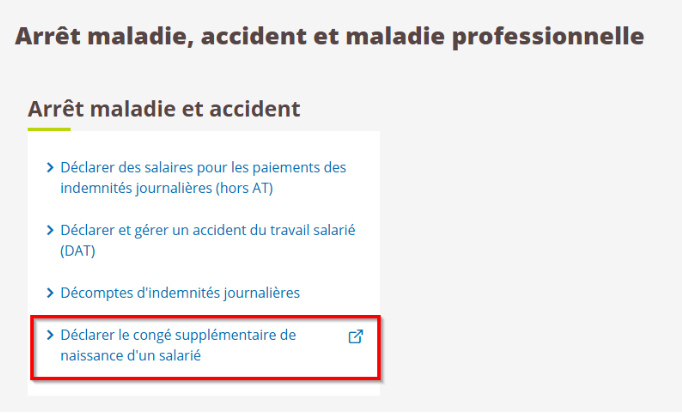 Arrêt maladie, accident et maladie professionnelle
Arrêt maladie et accident
Déclarer des salaires pour les paiements des
indemnités journalières (hors AT)
Déclarer et gérer un accident du travail salarié
(DAT)
Décomptes d'indemnités journalières
Déclarer le congé supplémentaire de
naissance d'un salarié